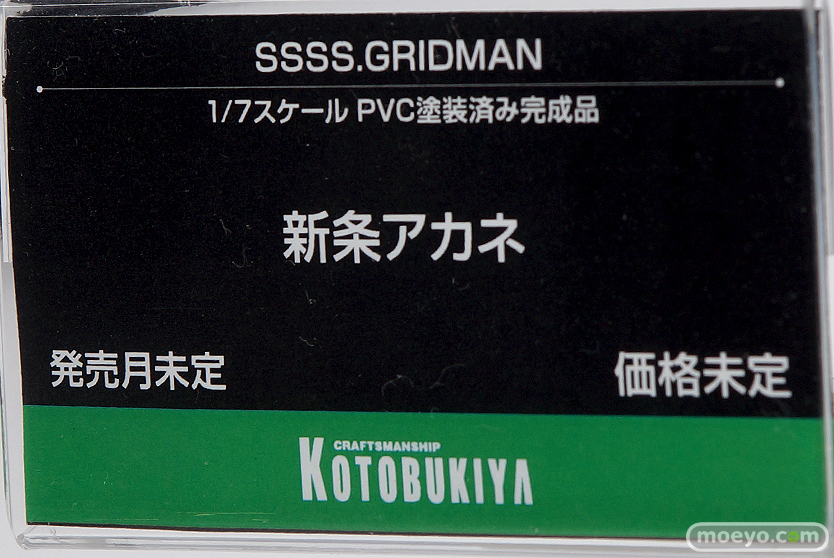 SSSS.GRIDMAN
1/7スケール PVC塗装済み完成品
新条アカネ
発売月未定 価格未定
CRAFTSMANSHIP
KOTOBUKIYA
moeyo.com